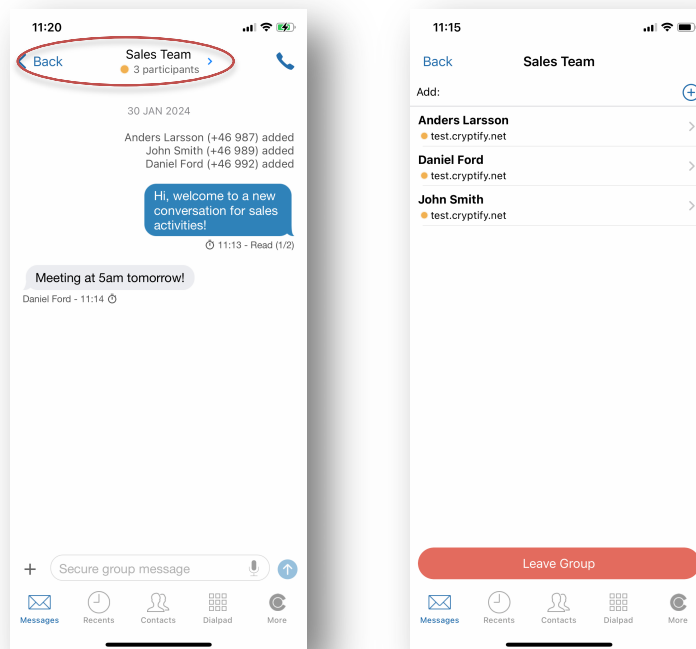 11:20
Back
Sales Team
3 participants
30 JAN 2024
Anders Larsson (+46 987) added
John Smith (+46 989) added
Daniel Ford (+46 992) added
Hi, welcome to a new
conversation for sales
activities!
11:13 - Read (1/2)
Meeting at 5am tomorrow!
Daniel Ford - 11:14
Secure group message
Messages Recents Contacts Dialpad More
11:15
Back Sales Team
Add:
Anders Larsson
test.cryptify.net
Daniel Ford
test.cryptify.net
John Smith
test.cryptify.net
Leave Group
Messages Recents Contacts Dialpad More